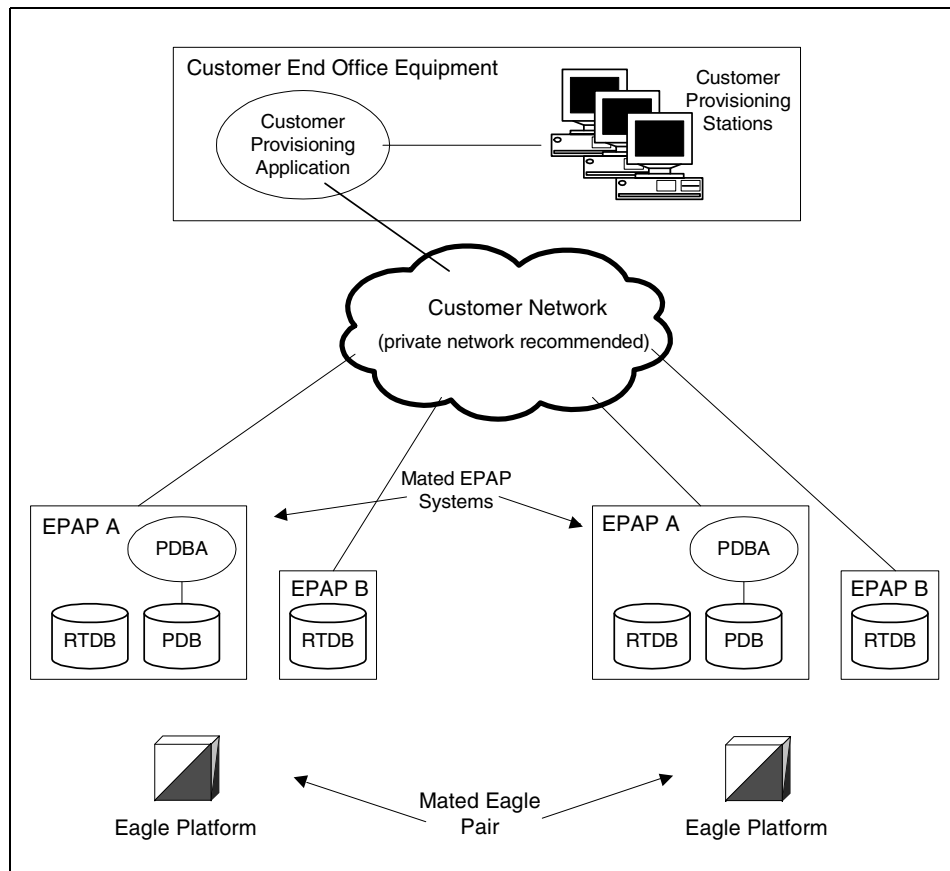 Customer End Office Equipment
Customer
Provisioning
Application
Customer
Provisioning
Stations
Customer Network
(private network recommended)
Mated EPAP
Systems
EPAP A
PDBA
RTDB
PDB
EPAP B
RTDB
EPAP A
PDBA
RTDB
PDB
EPAP B
RTDB
Eagle Platform
Mated Eagle
Pair
Eagle Platform